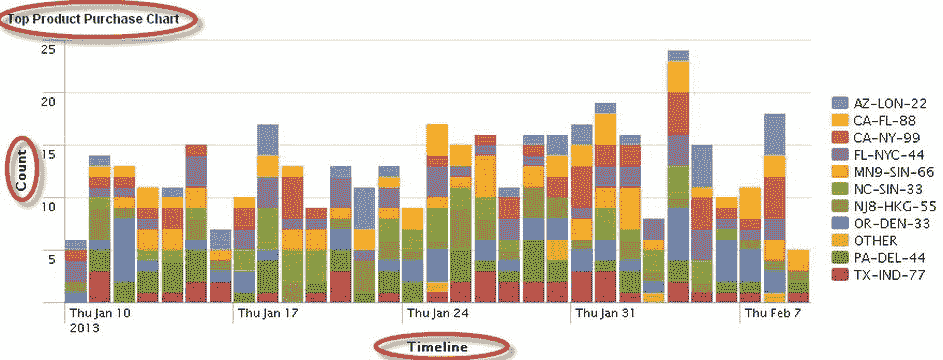 Top Product Purchase Chart
25
20
15
10
5
Count
Thu Jan 10
2013
Thu Jan 17
Thu Jan 24
Thu Jan 31
Thu Feb 7
Timeline
AZ-LON-22
CA-FL-88
CA-NY-99
FL-NYC-44
MN9-SIN-66
NC-SIN-33
NJ8-HKG-55
OR-DEN-33
OTHER
PA-DEL-44
TX-IND-77